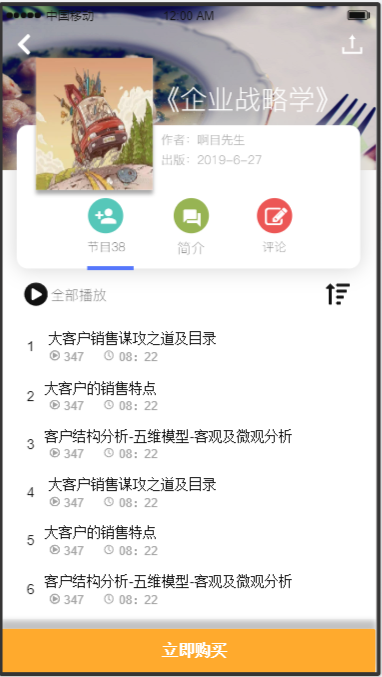 中国移动 12:00 AM
《企业战略学》
作者：啊目先生
出版：2019-6-27
节目38 简介 评论
全部播放
1 大客户销售谋攻之道及目录
347 08：22
2 大客户的销售特点
347 08：22
3 客户结构分析-五维模型-客观及微观分析
347 08：22
4 大客户销售谋攻之道及目录
347 08：22
5 大客户的销售特点
347 08：22
6 客户结构分析-五维模型-客观及微观分析
347 08：22
立即购买